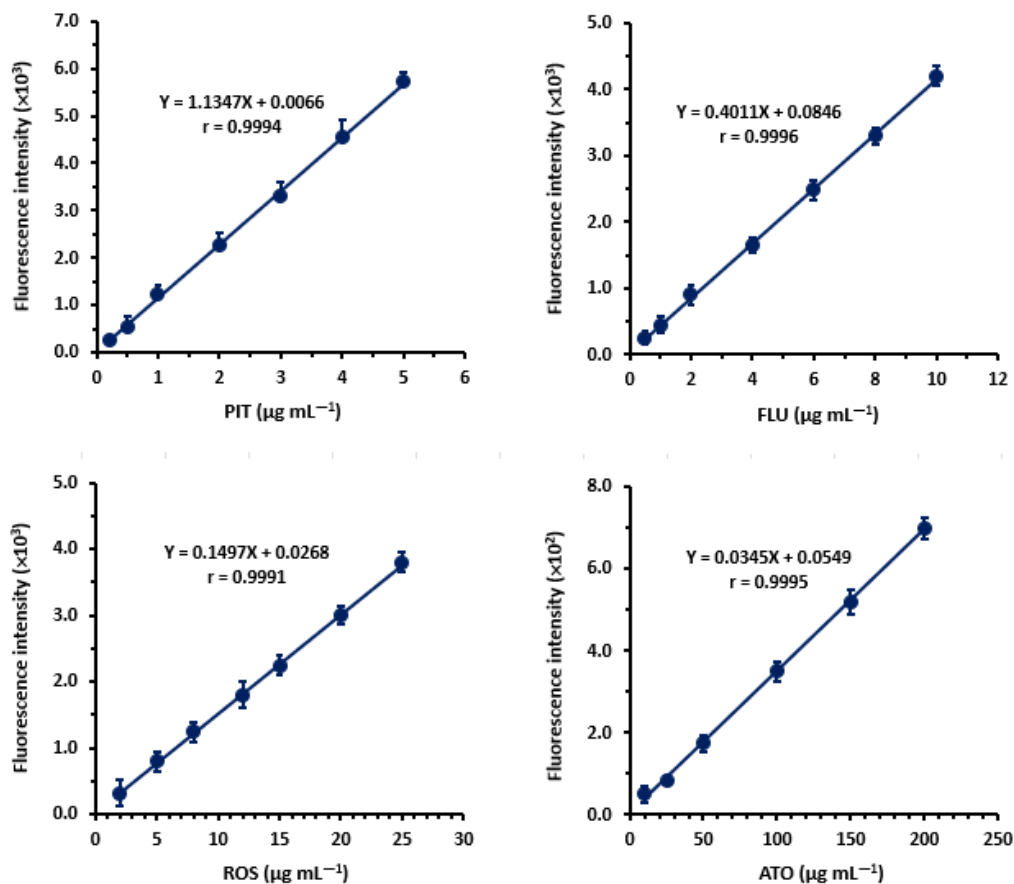 7.0
6.0
5.0
4.0
3.0
2.0
1.0
0.0
Fluorescence intensity (×10³)
Y = 1.1347X + 0.0066
r = 0.9994
0 1 2 3 4 5 6
PIT (µg mL⁻¹)
5.0
4.0
3.0
2.0
1.0
0.0
Fluorescence intensity (×10³)
Y = 0.4011X + 0.0846
r = 0.9996
0 2 4 6 8 10 12
FLU (µg mL⁻¹)
5.0
4.0
3.0
2.0
1.0
0.0
Fluorescence intensity (×10³)
Y = 0.1497X + 0.0268
r = 0.9991
0 5 10 15 20 25 30
ROS (µg mL⁻¹)
8.0
6.0
4.0
2.0
0.0
Fluorescence intensity (×10²)
Y = 0.0345X + 0.0549
r = 0.9995
0 50 100 150 200 250
ATO (µg mL⁻¹)